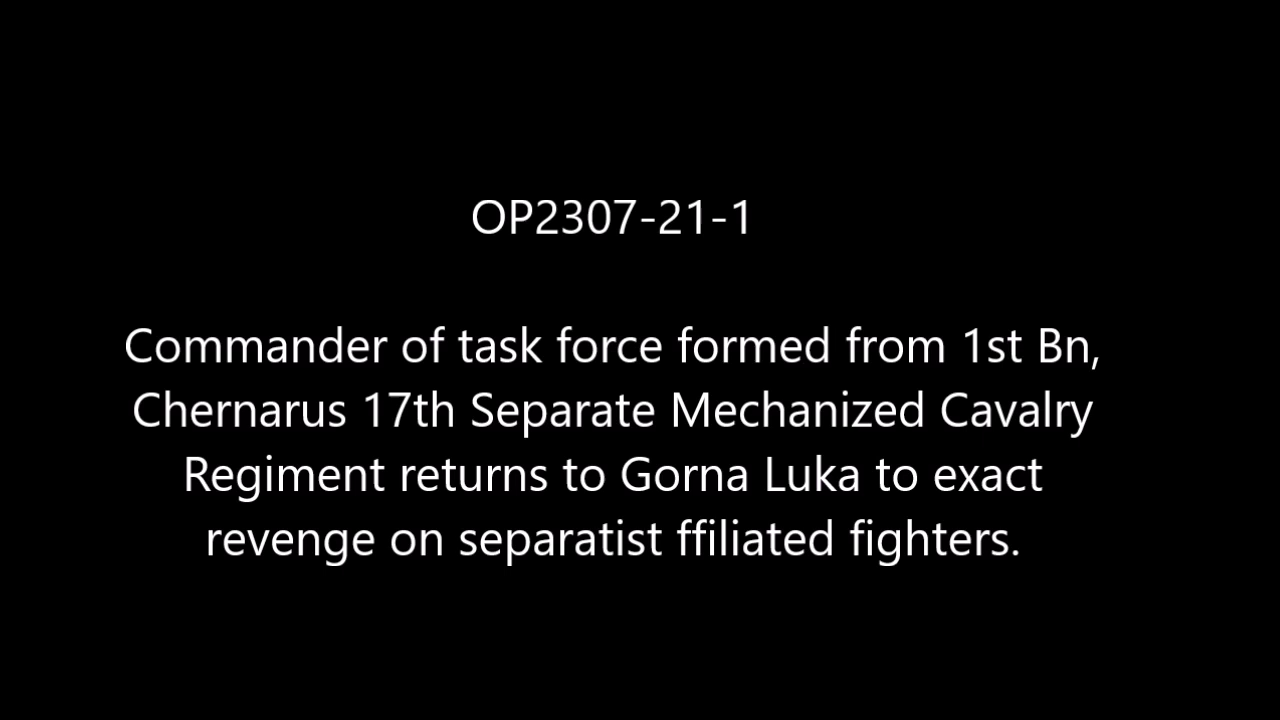 OP2307-21-1
Commander of task force formed from 1st Bn,
Chernarus 17th Separate Mechanized Cavalry
Regiment returns to Gorna Luka to exact
revenge on separatist ffiliated fighters.